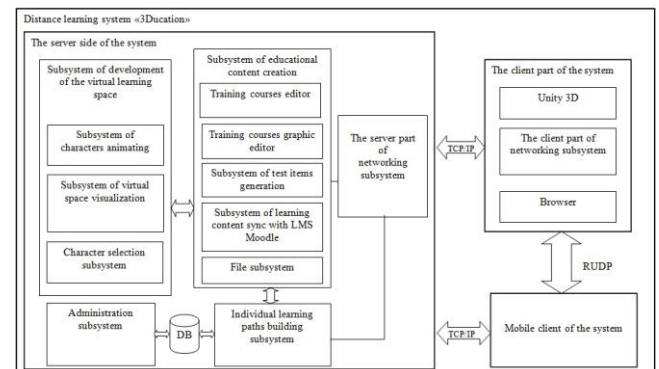 Distance learning system «3Ducation»
The server side of the system
Subsystem of development
of the virtual learning
space
Subsystem of
characters animating
Subsystem of virtual
space visualization
Character selection
subsystem
Subsystem of educational
content creation
Training courses editor
Training courses graphic
editor
Subsystem of test items
generation
Subsystem of learning
content sync with LMS
Moodle
File subsystem
The server part
of
networking
subsystem
Administration
subsystem
DB
Individual learning
paths building
subsystem
TCP/IP
The client part of the system
Unity 3D
The client part of
networking subsystem
Browser
RUDP
TCP/IP
Mobile client of the system